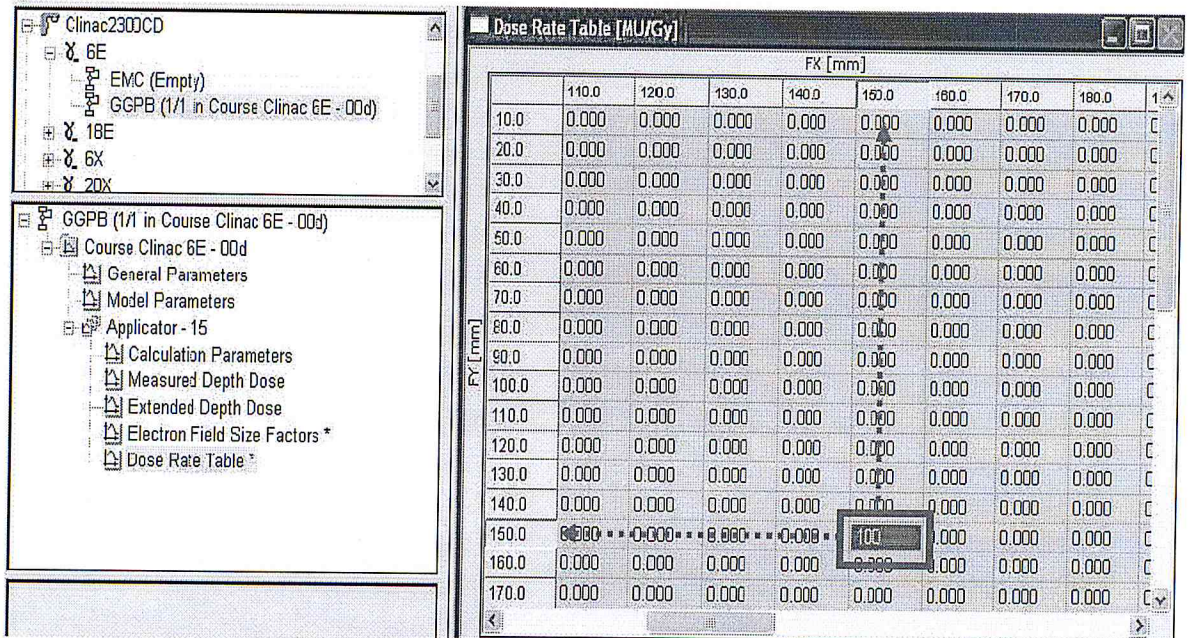 Clinac2300CD
6E
EMC (Empty)
GGPB (1/1 in Course Clinac 6E - 00d)
18E
6X
20X
GGPB (1/1 in Course Clinac 6E - 00d)
Course Clinac 6E - 00d
General Parameters
Model Parameters
Applicator - 15
Calculation Parameters
Measured Depth Dose
Extended Depth Dose
Electron Field Size Factors *
Dose Rate Table *
Dose Rate Table [MU/Gy]
FX [mm]
110.0 120.0 130.0 140.0 150.0 160.0 170.0 180.0
FY [mm]
10.0 0.000 0.000 0.000 0.000 0.000 0.000 0.000 0.000
20.0 0.000 0.000 0.000 0.000 0.000 0.000 0.000 0.000
30.0 0.000 0.000 0.000 0.000 0.000 0.000 0.000 0.000
40.0 0.000 0.000 0.000 0.000 0.000 0.000 0.000 0.000
50.0 0.000 0.000 0.000 0.000 0.000 0.000 0.000 0.000
60.0 0.000 0.000 0.000 0.000 0.000 0.000 0.000 0.000
70.0 0.000 0.000 0.000 0.000 0.000 0.000 0.000 0.000
80.0 0.000 0.000 0.000 0.000 0.000 0.000 0.000 0.000
90.0 0.000 0.000 0.000 0.000 0.000 0.000 0.000 0.000
100.0 0.000 0.000 0.000 0.000 0.000 0.000 0.000 0.000
110.0 0.000 0.000 0.000 0.000 0.000 0.000 0.000 0.000
120.0 0.000 0.000 0.000 0.000 0.000 0.000 0.000 0.000
130.0 0.000 0.000 0.000 0.000 0.000 0.000 0.000 0.000
140.0 0.000 0.000 0.000 0.000 0.000 0.000 0.000 0.000
150.0 0.000 0.000 0.000 0.000 100 0.000 0.000 0.000
160.0 0.000 0.000 0.000 0.000 0.000 0.000 0.000 0.000
170.0 0.000 0.000 0.000 0.000 0.000 0.000 0.000 0.000